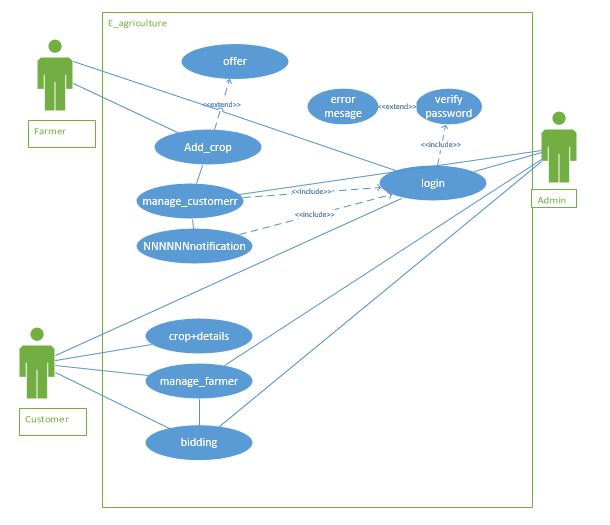 E_agriculture
offer
error
mesage
verify
password
<<extend>>
<<extend>>
Farmer
Add_crop
<<include>>
login
manage_customerr
<<include>>
Admin
<<include>>
NNNNNNnotification
crop+details
manage_farmer
Customer
bidding